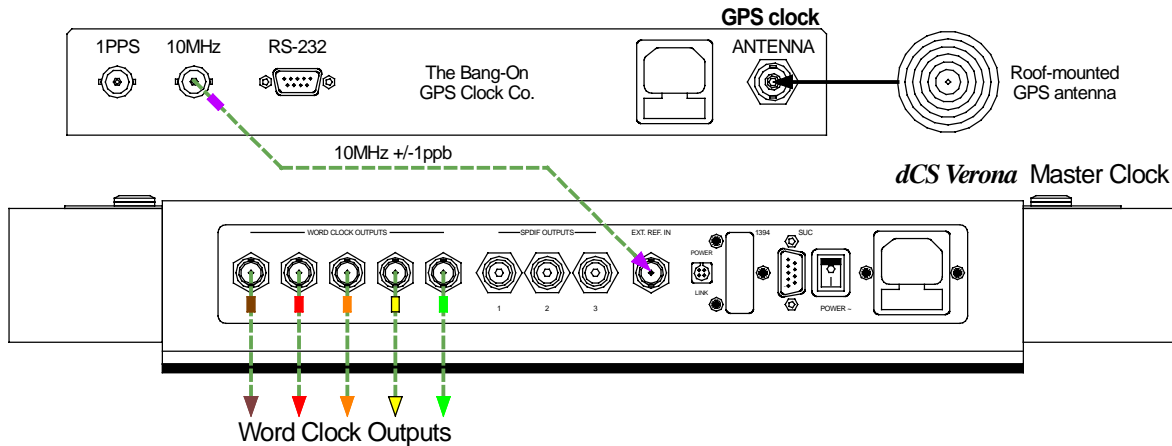 GPS clock
1PPS 10MHz RS-232 ANTENNA
The Bang-On
GPS Clock Co.
Roof-mounted
GPS antenna
10MHz +/-1ppb
dCS Verona Master Clock
WORD CLOCK OUTPUTS SPDIF OUTPUTS EXT. REF. IN 1394 SUC
POWER
LINK
1 2 3 POWER ~
Word Clock Outputs